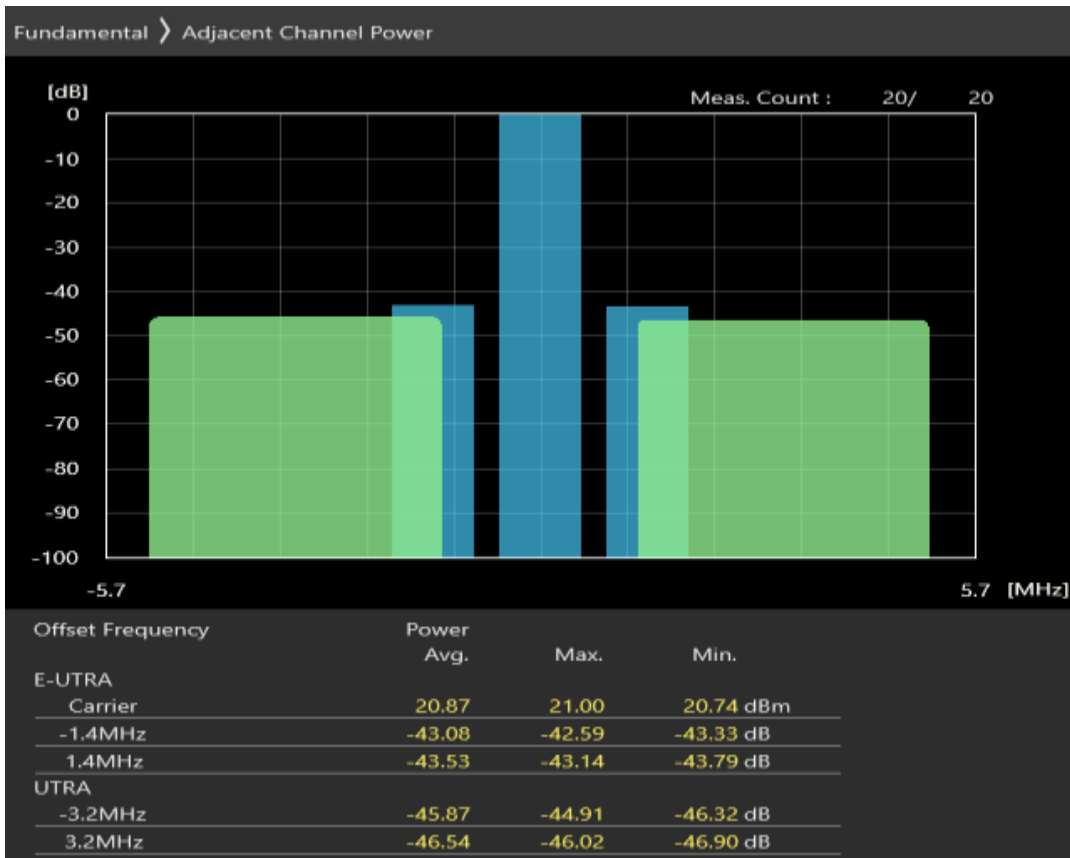 Fundamental 〉 Adjacent Channel Power
[dB]
Meas. Count : 20/ 20
0
-10
-20
-30
-40
-50
-60
-70
-80
-90
-100
-5.7 5.7 [MHz]
Offset Frequency Power
Avg. Max. Min.
E-UTRA
Carrier 20.87 21.00 20.74 dBm
-1.4MHz -43.08 -42.59 -43.33 dB
1.4MHz -43.53 -43.14 -43.79 dB
UTRA
-3.2MHz -45.87 -44.91 -46.32 dB
3.2MHz -46.54 -46.02 -46.90 dB